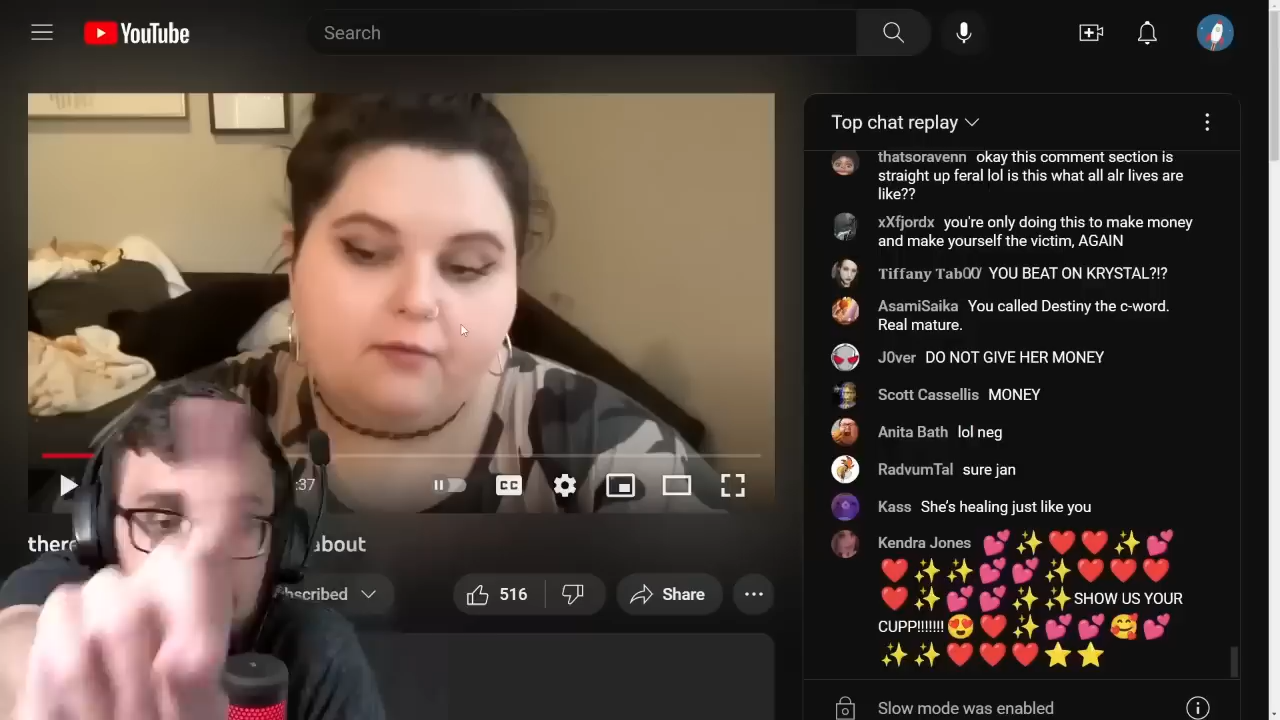 YouTube
Search
Top chat replay
thatsoravenn okay this comment section is
straight up feral lol is this what all alr lives are
like??
xXfjordx you're only doing this to make money
and make yourself the victim, AGAIN
Tiffany Tab00 YOU BEAT ON KRYSTAL?!?
AsamiSaika You called Destiny the c-word.
Real mature.
J0ver DO NOT GIVE HER MONEY
Scott Cassellis MONEY
Anita Bath lol neg
RadvumTal sure jan
:37
CC
Kass She's healing just like you
about
Kendra Jones 💕✨❤️❤️✨💕
❤️✨✨💕💕✨❤️❤️❤️
❤️✨💕💕✨✨SHOW US YOUR
CUPP!!!!!!!😍❤️✨💕💕🥰💕
✨✨❤️❤️❤️⭐⭐
516
Share
Slow mode was enabled